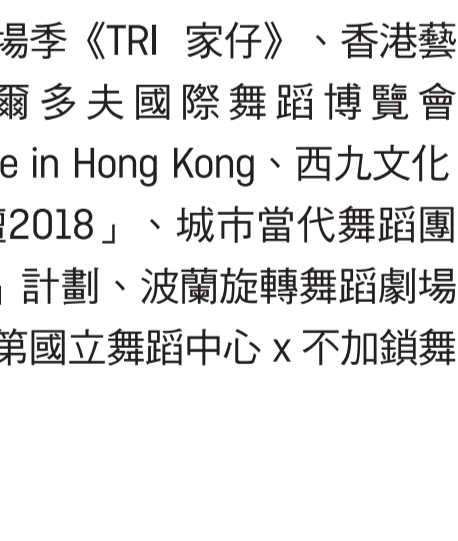 場季《TRI 家仔》、香港藝
爾多夫國際舞蹈博覽會
e in Hong Kong、西九文化
2018」、城市當代舞蹈團
」計劃、波蘭旋轉舞蹈劇場
第國立舞蹈中心 x 不加鎖舞